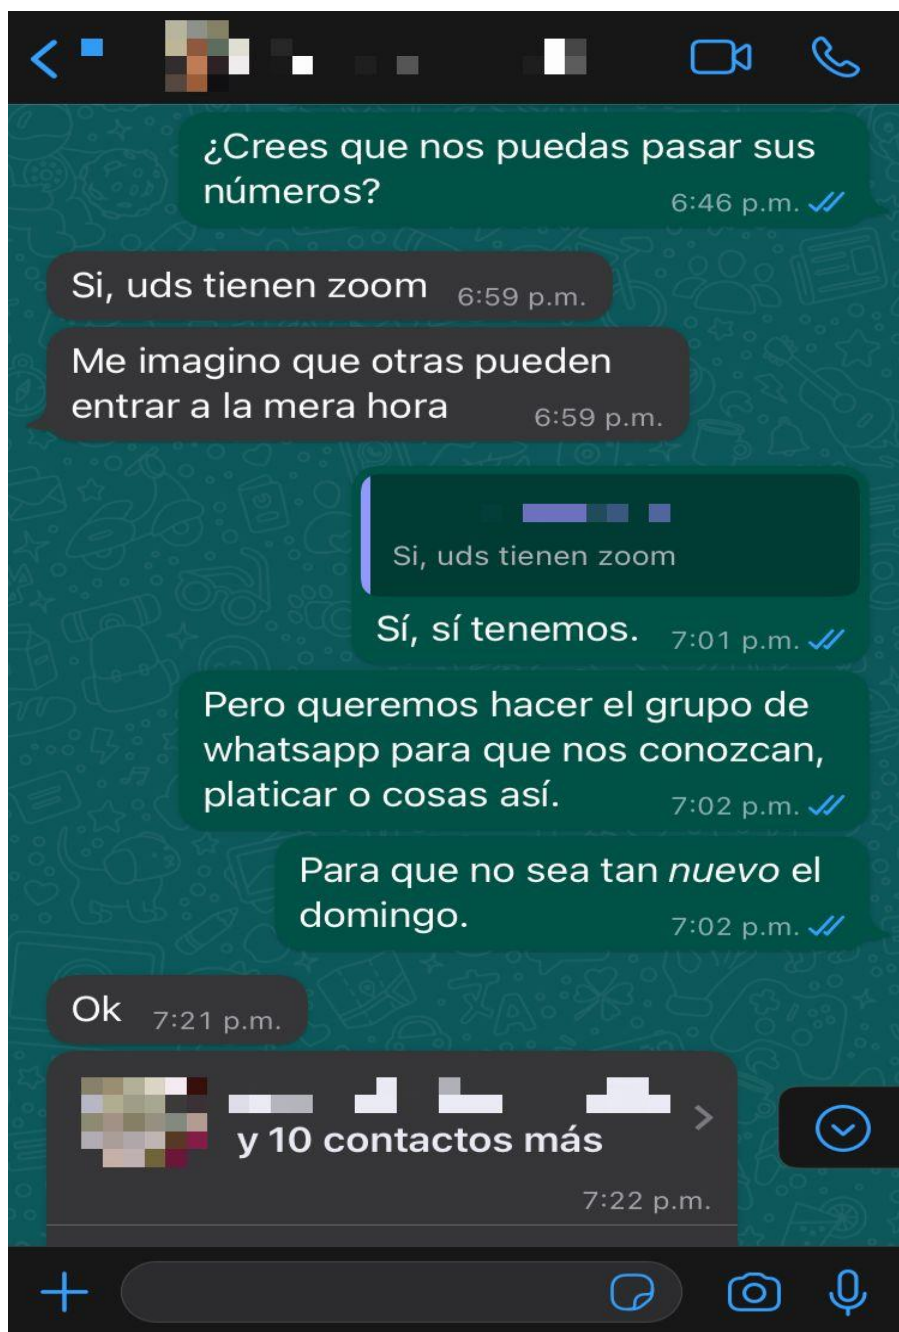 ¿Crees que nos puedas pasar sus
números?
6:46 p.m.
Si, uds tienen zoom
6:59 p.m.
Me imagino que otras pueden
entrar a la mera hora
6:59 p.m.
Si, uds tienen zoom
Sí, sí tenemos.
7:01 p.m.
Pero queremos hacer el grupo de
whatsapp para que nos conozcan,
platicar o cosas así.
7:02 p.m.
Para que no sea tan nuevo el
domingo.
7:02 p.m.
Ok
7:21 p.m.
y 10 contactos más
7:22 p.m.